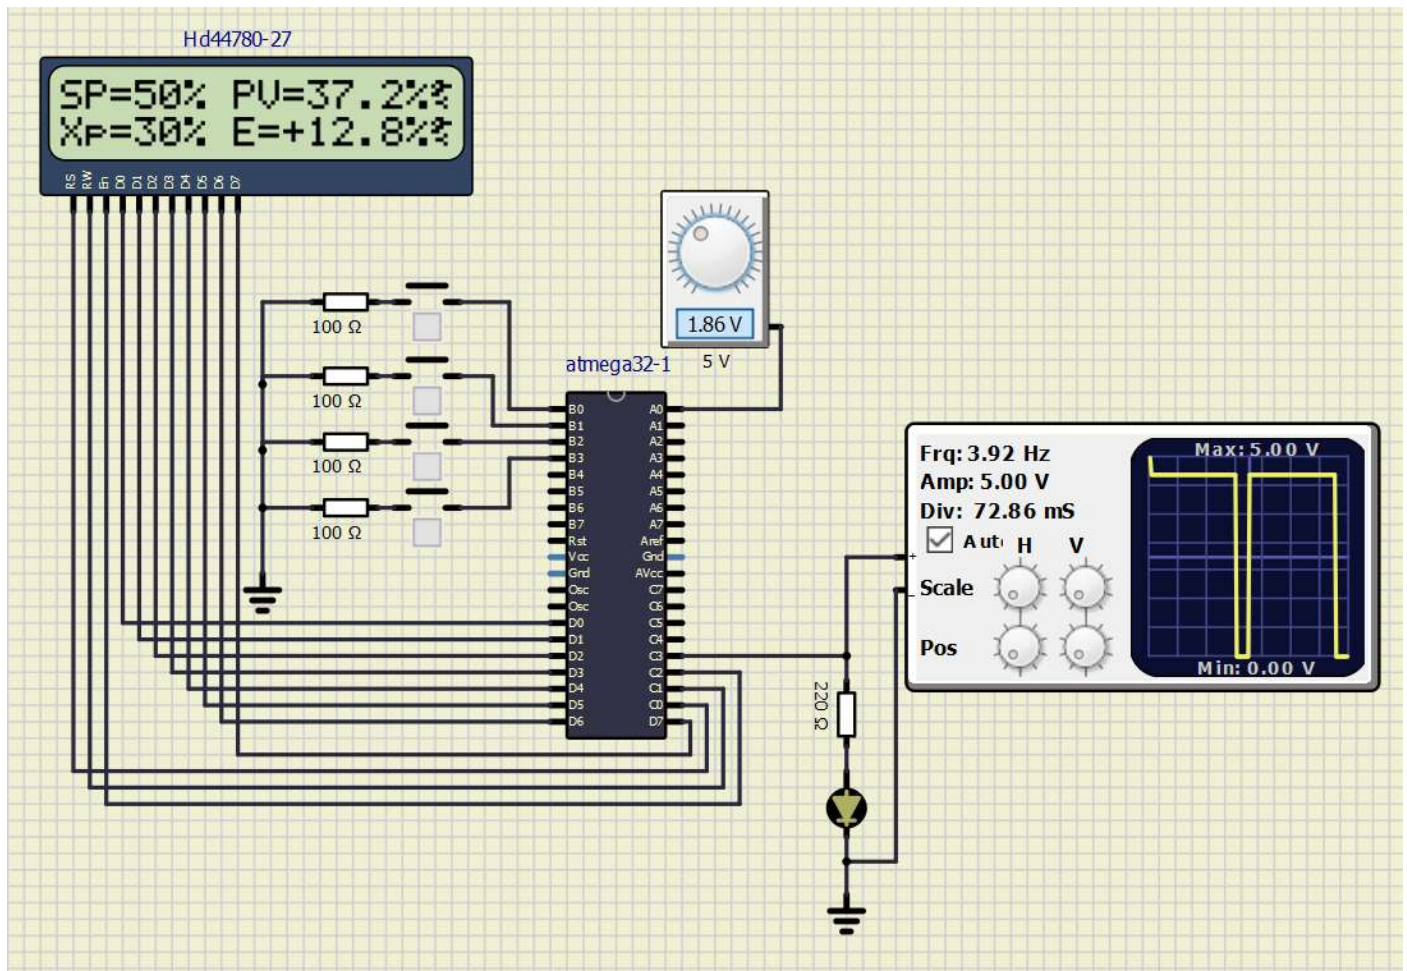 Hd44780-27
SP=50% PV=37.2%
Xp=30% E=+12.8%
RS RW En D0 D1 D2 D3 D4 D5 D6 D7
100 Ω
100 Ω
100 Ω
100 Ω
1.86 V
5 V
atmega32-1
B0 A0
B1 A1
B2 A2
B3 A3
B4 A4
B5 A5
B6 A6
B7 A7
Rst Aref
Vcc Gnd
Gnd AVcc
Osc C7
Osc C6
D0 C5
D1 C4
D2 C3
D3 C2
D4 C1
D5 C0
D6 D7
220 Ω
Frq: 3.92 Hz
Amp: 5.00 V
Div: 72.86 mS
Aut H V
Scale
Pos
+
_
Max: 5.00 V
Min: 0.00 V